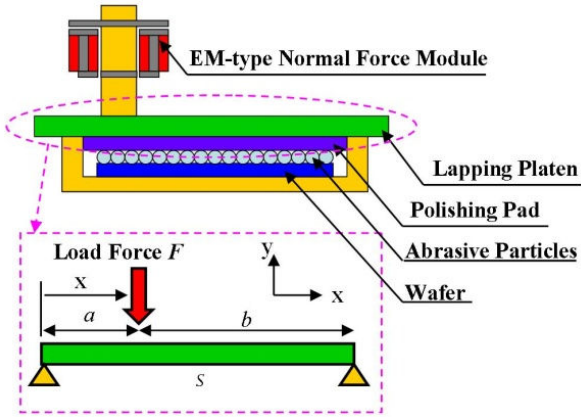 EM-type Normal Force Module
Lapping Platen
Polishing Pad
Abrasive Particles
Wafer
Load Force F
y
x
x
a
b
S